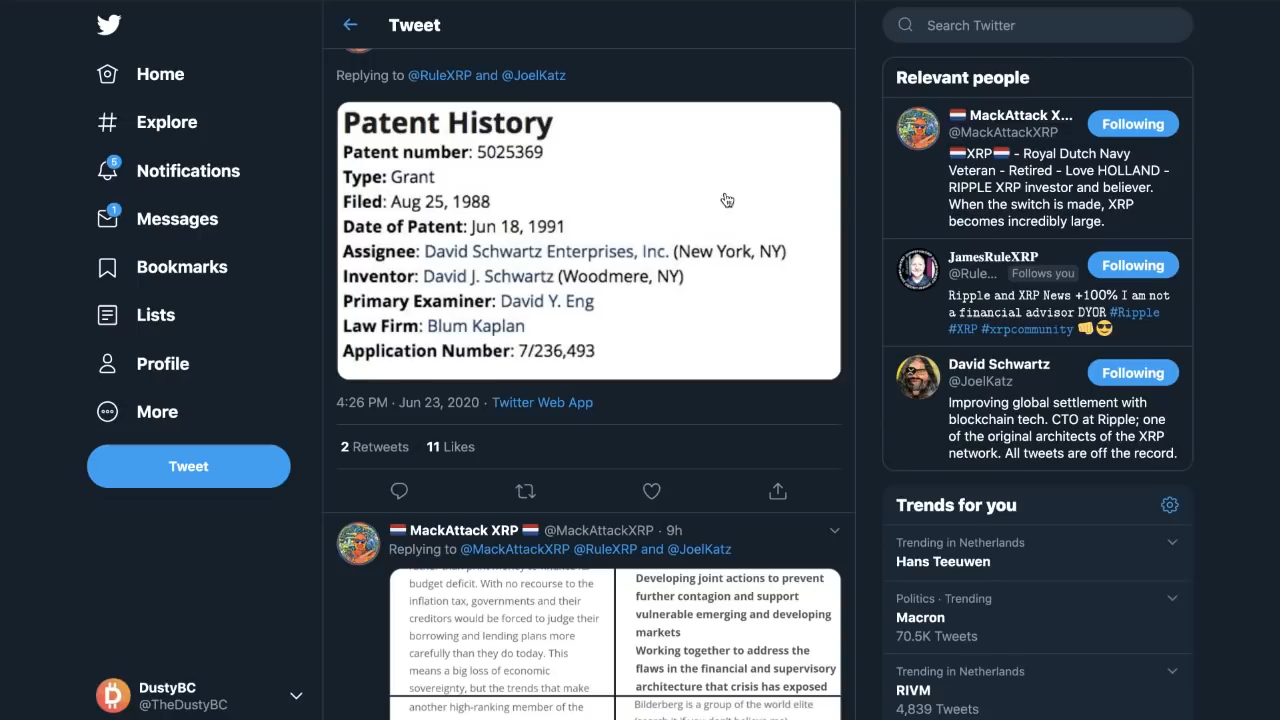 Home
Explore
5
Notifications
1
Messages
Bookmarks
Lists
Profile
More
Tweet
DustyBC
@TheDustyBC
Tweet
Replying to @RuleXRP and @JoelKatz
Patent History
Patent number: 5025369
Type: Grant
Filed: Aug 25, 1988
Date of Patent: Jun 18, 1991
Assignee: David Schwartz Enterprises, Inc. (New York, NY)
Inventor: David J. Schwartz (Woodmere, NY)
Primary Examiner: David Y. Eng
Law Firm: Blum Kaplan
Application Number: 7/236,493
4:26 PM · Jun 23, 2020 · Twitter Web App
2 Retweets 11 Likes
MackAttack XRP @MackAttackXRP · 9h
Replying to @MackAttackXRP @RuleXRP and @JoelKatz
budget deficit. With no recourse to the
inflation tax, governments and their
creditors would be forced to judge their
borrowing and lending plans more
carefully than they do today. This
means a big loss of economic
sovereignty, but the trends that make
another high-ranking member of the
Developing joint actions to prevent
further contagion and support
vulnerable emerging and developing
markets
Working together to address the
flaws in the financial and supervisory
architecture that crisis has exposed
Bilderberg is a group of the world elite
Search Twitter
Relevant people
MackAttack X...
@MackAttackXRP
Following
XRP - Royal Dutch Navy
Veteran - Retired - Love HOLLAND -
RIPPLE XRP investor and believer.
When the switch is made, XRP
becomes incredibly large.
JamesRuleXRP
@Rule... Follows you
Following
Ripple and XRP News +100% I am not
a financial advisor DYOR #Ripple
#XRP #xrpcommunity
David Schwartz
@JoelKatz
Following
Improving global settlement with
blockchain tech. CTO at Ripple; one
of the original architects of the XRP
network. All tweets are off the record.
Trends for you
Trending in Netherlands
Hans Teeuwen
Politics · Trending
Macron
70.5K Tweets
Trending in Netherlands
RIVM
4,839 Tweets